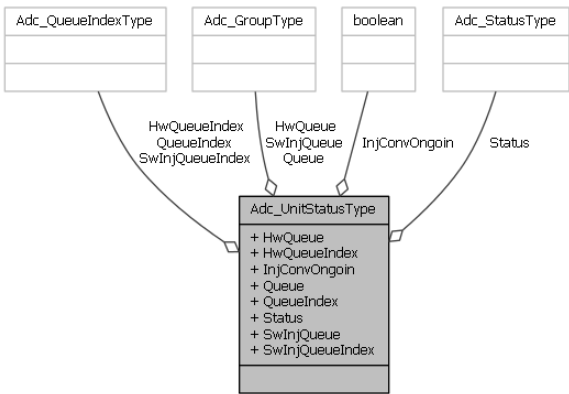 Adc_QueueIndexType
Adc_GroupType
boolean
Adc_StatusType
HwQueueIndex
QueueIndex
SwInjQueueIndex
HwQueue
SwInjQueue
Queue
InjConvOngoin
Status
Adc_UnitStatusType
+ HwQueue
+ HwQueueIndex
+ InjConvOngoin
+ Queue
+ QueueIndex
+ Status
+ SwInjQueue
+ SwInjQueueIndex